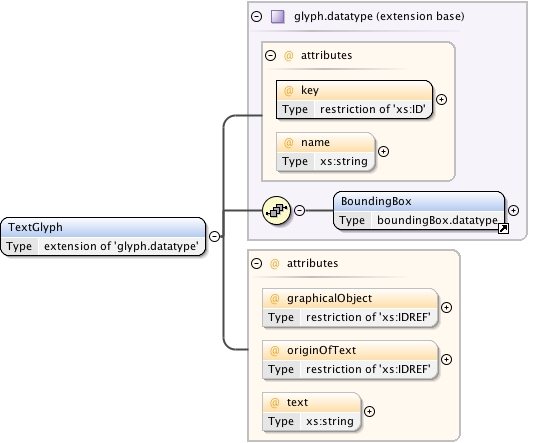 glyph.datatype (extension base)
@ attributes
@ key
Type restriction of 'xs:ID'
@ name
Type xs:string
BoundingBox
Type boundingBox.datatype
TextGlyph
Type extension of 'glyph.datatype'
@ attributes
@ graphicalObject
Type restriction of 'xs:IDREF'
@ originOfText
Type restriction of 'xs:IDREF'
@ text
Type xs:string